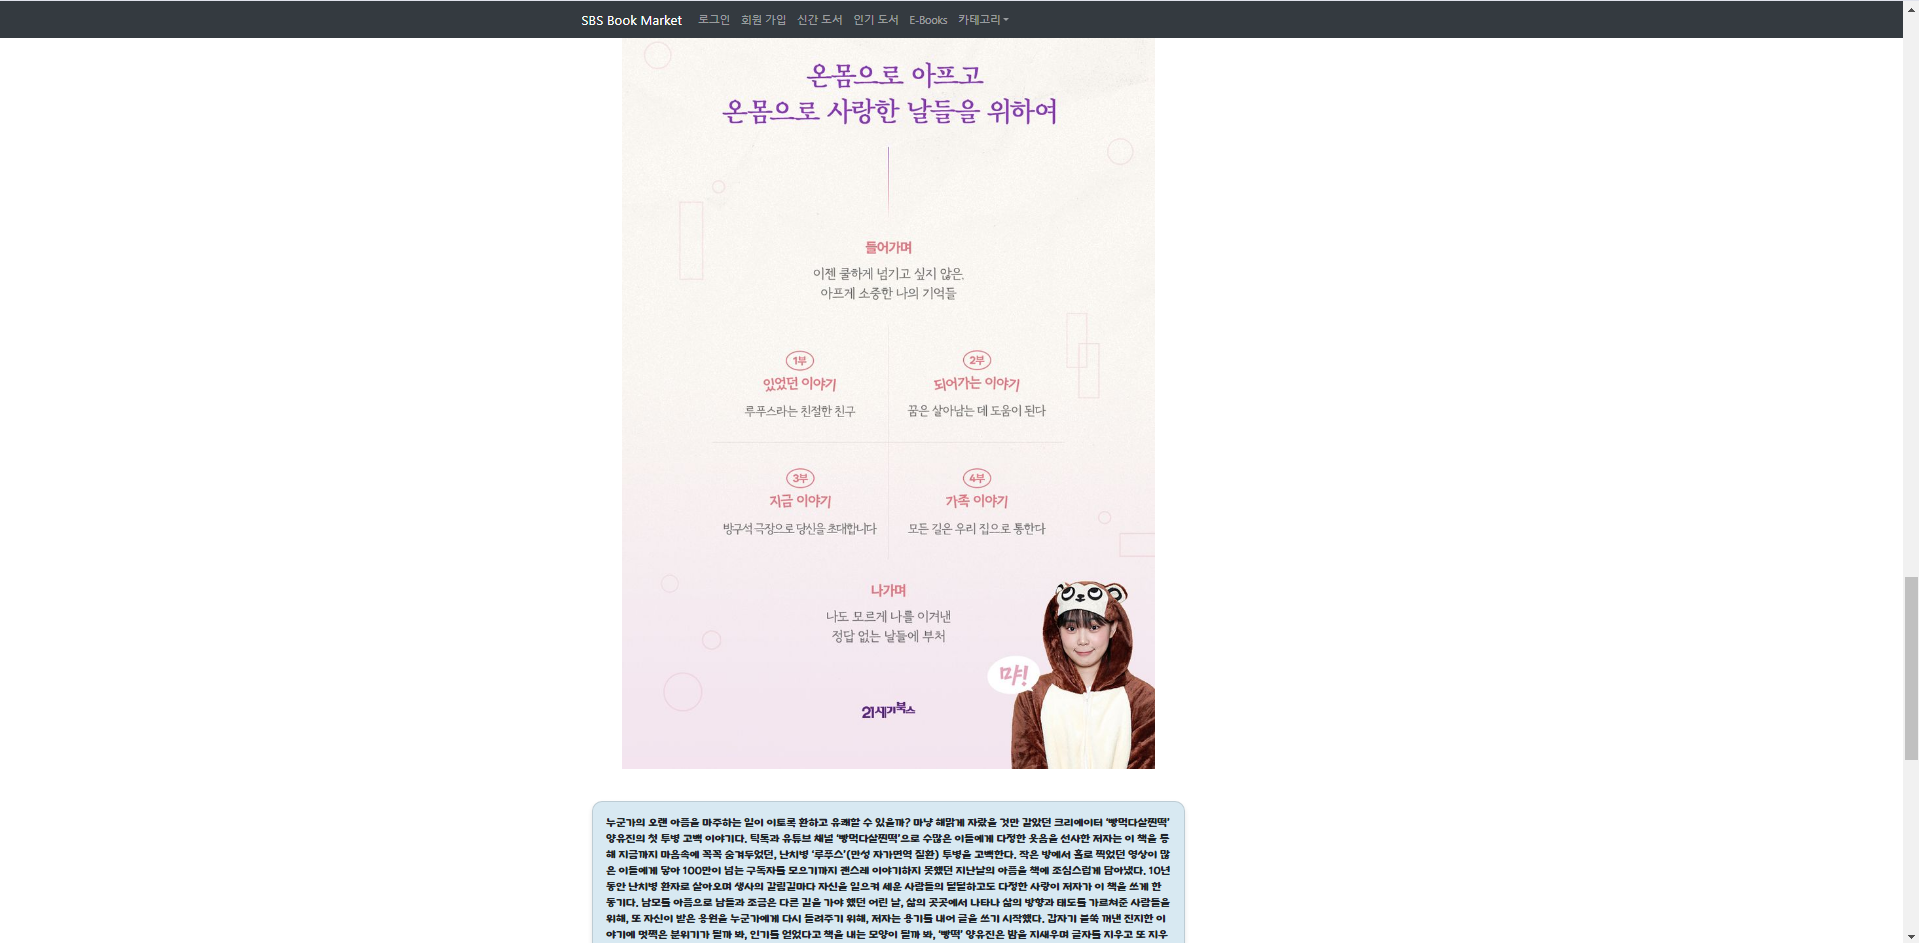 SBS Book Market 로그인 회원 가입 신간 도서 인기 도서 E-Books 카테고리
온몸으로 아프고
온몸으로 사랑한 날들을 위하여
들어가며
이젠 쿨하게 넘기고 싶지 않은,
아프게 소중한 나의 기억들
1부
있었던 이야기
루푸스라는 친절한 친구
2부
되어가는 이야기
꿈은 살아남는 데 도움이 된다
3부
지금 이야기
방구석 극장으로 당신을 초대합니다
4부
가족 이야기
모든 길은 우리 집으로 통한다
나가며
나도 모르게 나를 이겨낸
정답 없는 날들에 부쳐
먀!
21세기북스
누군가의 오랜 아픔을 마주하는 일이 이토록 환하고 유쾌할 수 있을까? 마냥 해맑게 자랐을 것만 같았던 크리에이터 ‘빵먹다살찐떡’
양유진의 첫 투병 고백 이야기다. 틱톡과 유튜브 채널 ‘빵먹다살찐떡’으로 수많은 이들에게 다정한 웃음을 선사한 저자는 이 책을 통
해 지금까지 마음속에 꼭꼭 숨겨두었던, 난치병 ‘루푸스’(만성 자가면역 질환) 투병을 고백한다. 작은 방에서 홀로 찍었던 영상이 많
은 이들에게 닿아 100만이 넘는 구독자를 모으기까지 괜스레 이야기하지 못했던 지난날의 아픔을 책에 조심스럽게 담아냈다. 10년
동안 난치병 환자로 살아오며 생사의 갈림길마다 자신을 일으켜 세운 사람들의 덤덤하고도 다정한 사랑이 저자가 이 책을 쓰게 한
동기다. 남모를 아픔으로 남들과 조금은 다른 길을 가야 했던 어린 날, 삶의 곳곳에서 나타나 삶의 방향과 태도를 가르쳐준 사람들을
위해, 또 자신이 받은 응원을 누군가에게 다시 들려주기 위해, 저자는 용기를 내어 글을 쓰기 시작했다. 갑자기 불쑥 꺼낸 진지한 이
야기에 멋쩍은 분위기가 될까 봐, 인기를 얻었다고 책을 내는 모양이 될까 봐, ‘빵떡’ 양유진은 밤을 지새우며 글자를 지우고 또 지우